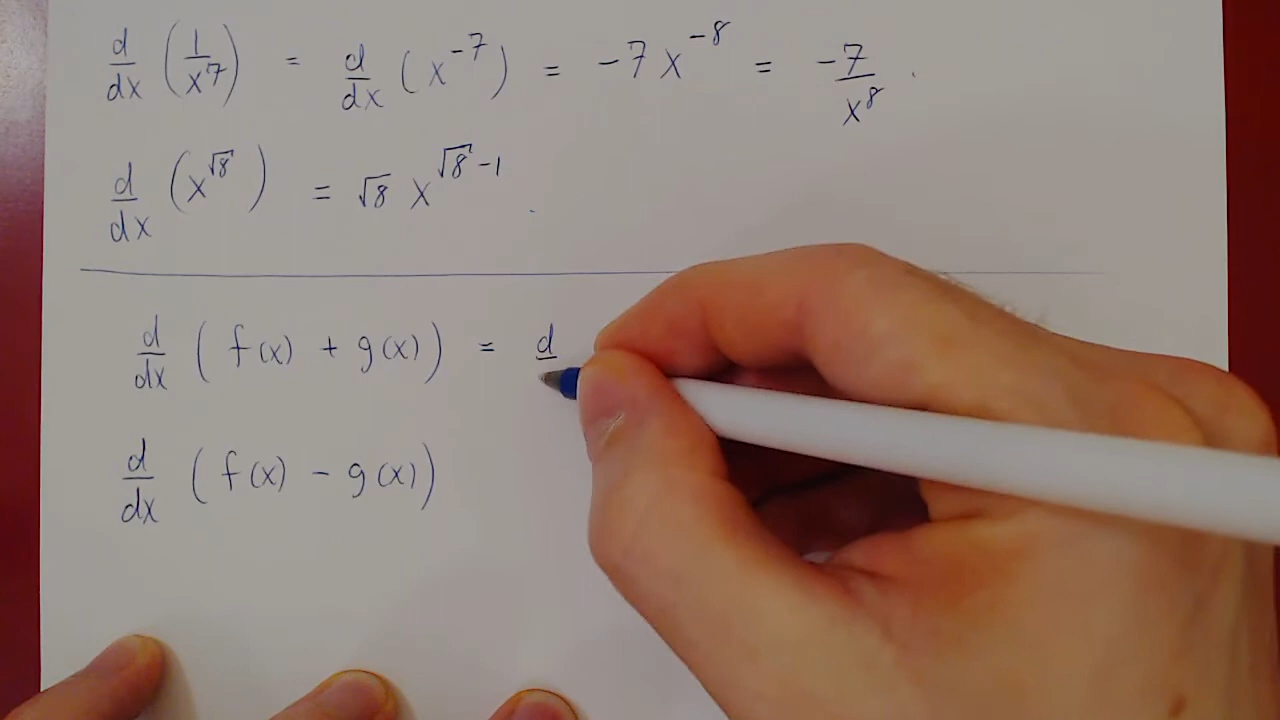 d/dx (1/x⁷) = d/dx (x⁻⁷) = -7x⁻⁸ = -7/x⁸.
d/dx (x^√8) = √8 x^(√8 -1).
d/dx (f(x) + g(x)) = d
d/dx (f(x) - g(x))